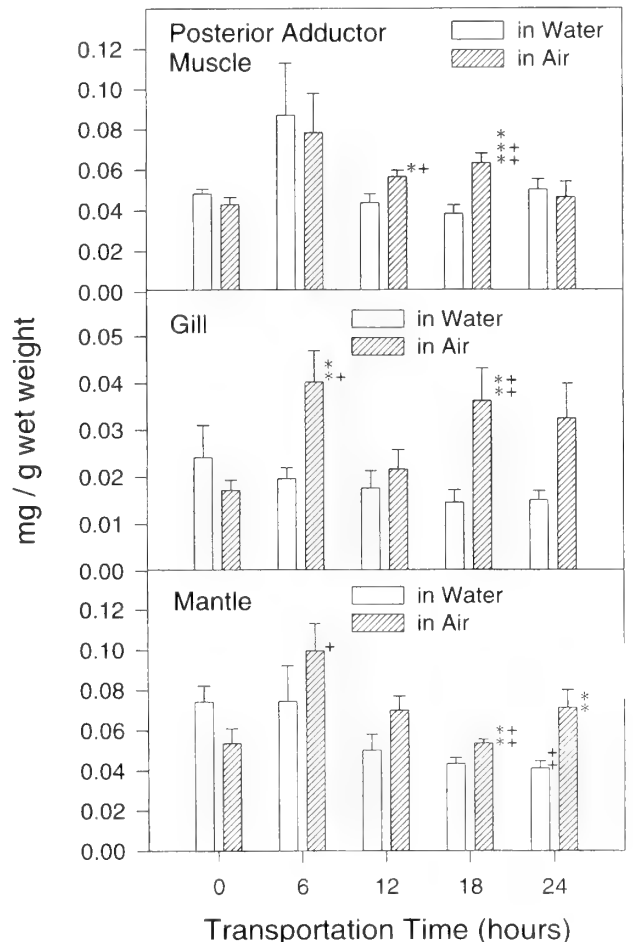 Posterior Adductor
Muscle
in Water
in Air
0.12
0.10
0.08
0.06
0.04
0.02
0.00
*+
*
*+
*+
Gill
in Water
in Air
0.05
0.04
0.03
0.02
0.01
0.00
*
*+
*+
*+
Mantle
in Water
in Air
0.12
0.10
0.08
0.06
0.04
0.02
0.00
+
*+
*+
+
+
*
*
mg / g wet weight
0 6 12 18 24
Transportation Time (hours)